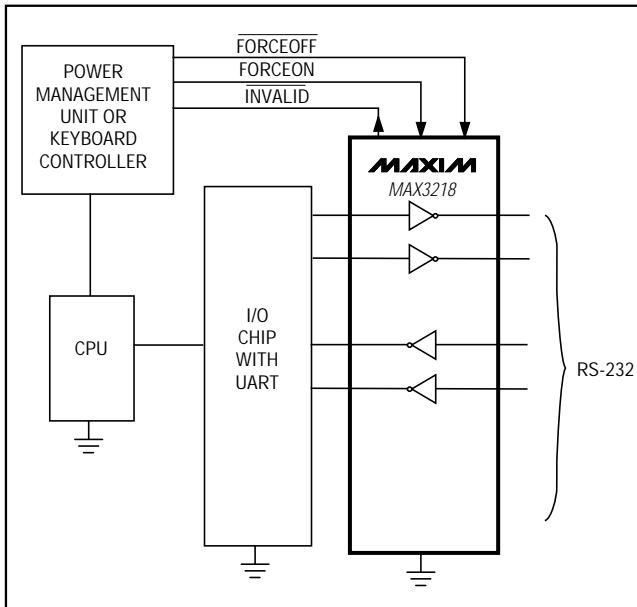 FORCEOFF
FORCEON
INVALID
POWER
MANAGEMENT
UNIT OR
KEYBOARD
CONTROLLER
MAXIM
MAX3218
I/O
CHIP
WITH
UART
CPU
RS-232